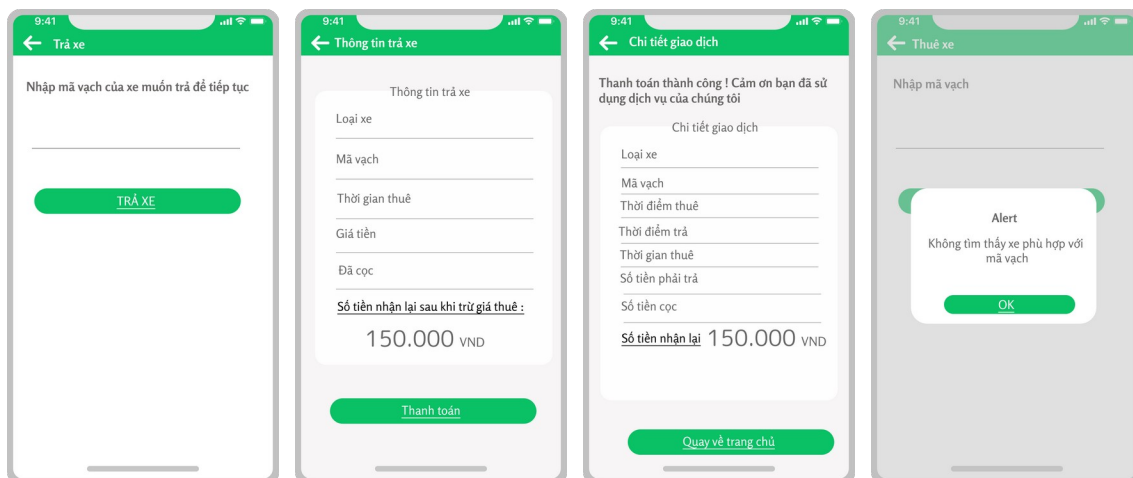 9:41
Trả xe
Nhập mã vạch của xe muốn trả để tiếp tục
TRẢ XE
9:41
Thông tin trả xe
Thông tin trả xe
Loại xe
Mã vạch
Thời gian thuê
Giá tiền
Đã cọc
Số tiền nhận lại sau khi trừ giá thuê :
150.000 VND
Thanh toán
9:41
Chi tiết giao dịch
Thanh toán thành công ! Cảm ơn bạn đã sử
dụng dịch vụ của chúng tôi
Chi tiết giao dịch
Loại xe
Mã vạch
Thời điểm thuê
Thời điểm trả
Thời gian thuê
Số tiền phải trả
Số tiền cọc
Số tiền nhận lại 150.000 VND
Quay về trang chủ
9:41
Thuê xe
Nhập mã vạch
Alert
Không tìm thấy xe phù hợp với
mã vạch
OK